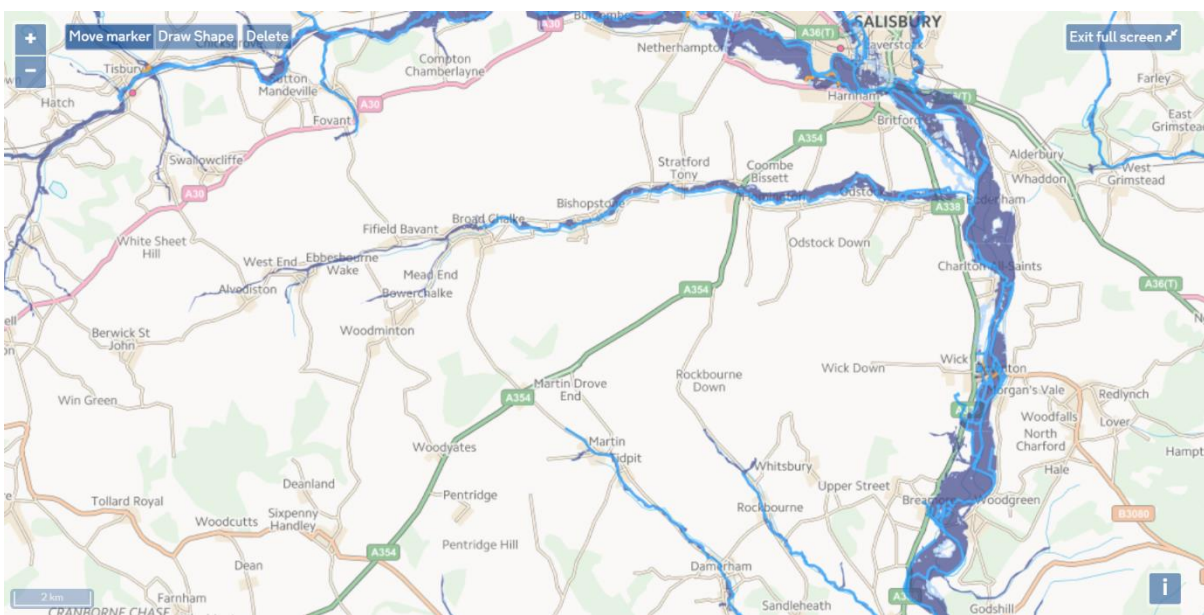 +
−
Move marker
Draw Shape
Delete
Exit full screen
SALISBURY
A30
A36(T)
Netherhampton
Compton
Chamberlayne
Tisbury
Mandeville
Hatch
A30
Fovant
Harnham
Britford
Farley
East
Grimstead
Swallowcliffe
A30
A354
Stratford
Tony
Coombe
Bissett
Alderbury
Whaddon
West
Grimstead
White Sheet
Hill
Fifield Bavant
Broad Chalke
Bishopstone
Odstock
A338
West End
Ebbesbourne
Wake
Mead End
Bowerchalke
Alvediston
Odstock Down
Charlton All-Saints
A354
A36(T)
Berwick St
John
Woodminton
Win Green
Martin Drove
End
A354
Rockbourne
Down
Wick Down
Wick
Morgan's Vale
Woodfalls
Redlynch
Lover
North
Charford
Hale
Woodyates
Martin
Tidpit
Whitsbury
Upper Street
Breamore
Woodgreen
Tollard Royal
Deanland
Woodcutts
Sixpenny
Handley
Pentridge
Pentridge Hill
Rockbourne
B3080
A354
Dean
Damerham
Sandleheath
Godshill
Farnham
CRANBORNE CHASE
2 km
i